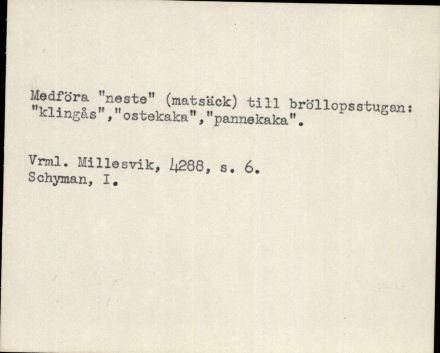 Medföra "neste" (matsäck) till bröllopsstugan:
"klingås","ostekaka","pannekaka".
Vrml. Millesvik, 4288, s. 6.
Schyman, I.